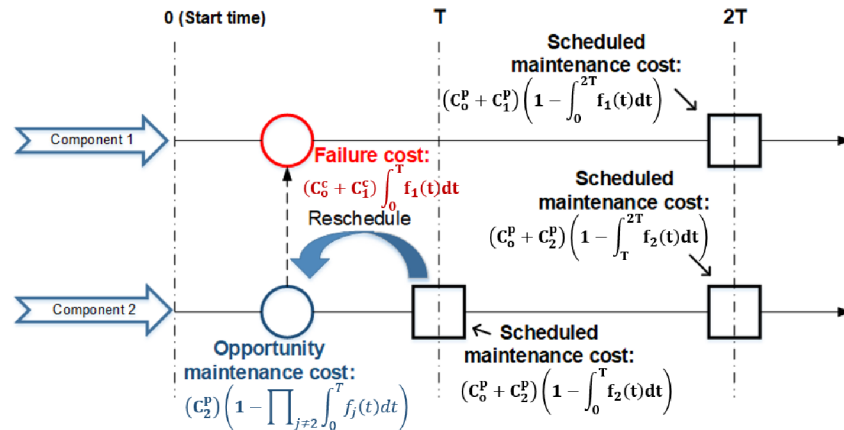 0 (Start time)
T
2T
Scheduled
maintenance cost:
(C_o^p + C_1^p)(1 − ∫_0^{2T} f_1(t)dt)
Component 1
Failure cost:
(C_o^c + C_1^c) ∫_0^T f_1(t)dt
Scheduled
maintenance cost:
(C_o^p + C_2^p)(1 − ∫_T^{2T} f_2(t)dt)
Reschedule
Component 2
Opportunity
maintenance cost:
(C_2^p)(1 − ∏_{j≠2} ∫_0^T f_j(t)dt)
Scheduled
maintenance cost:
(C_o^p + C_2^p)(1 − ∫_0^T f_2(t)dt)